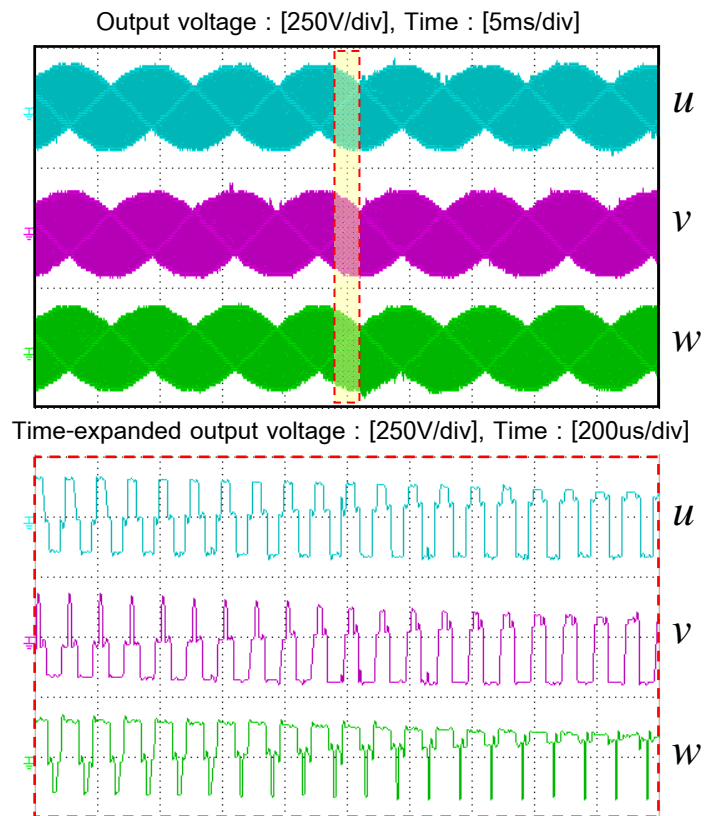 Output voltage : [250V/div], Time : [5ms/div]
u
v
w
Time-expanded output voltage : [250V/div], Time : [200us/div]
u
v
w